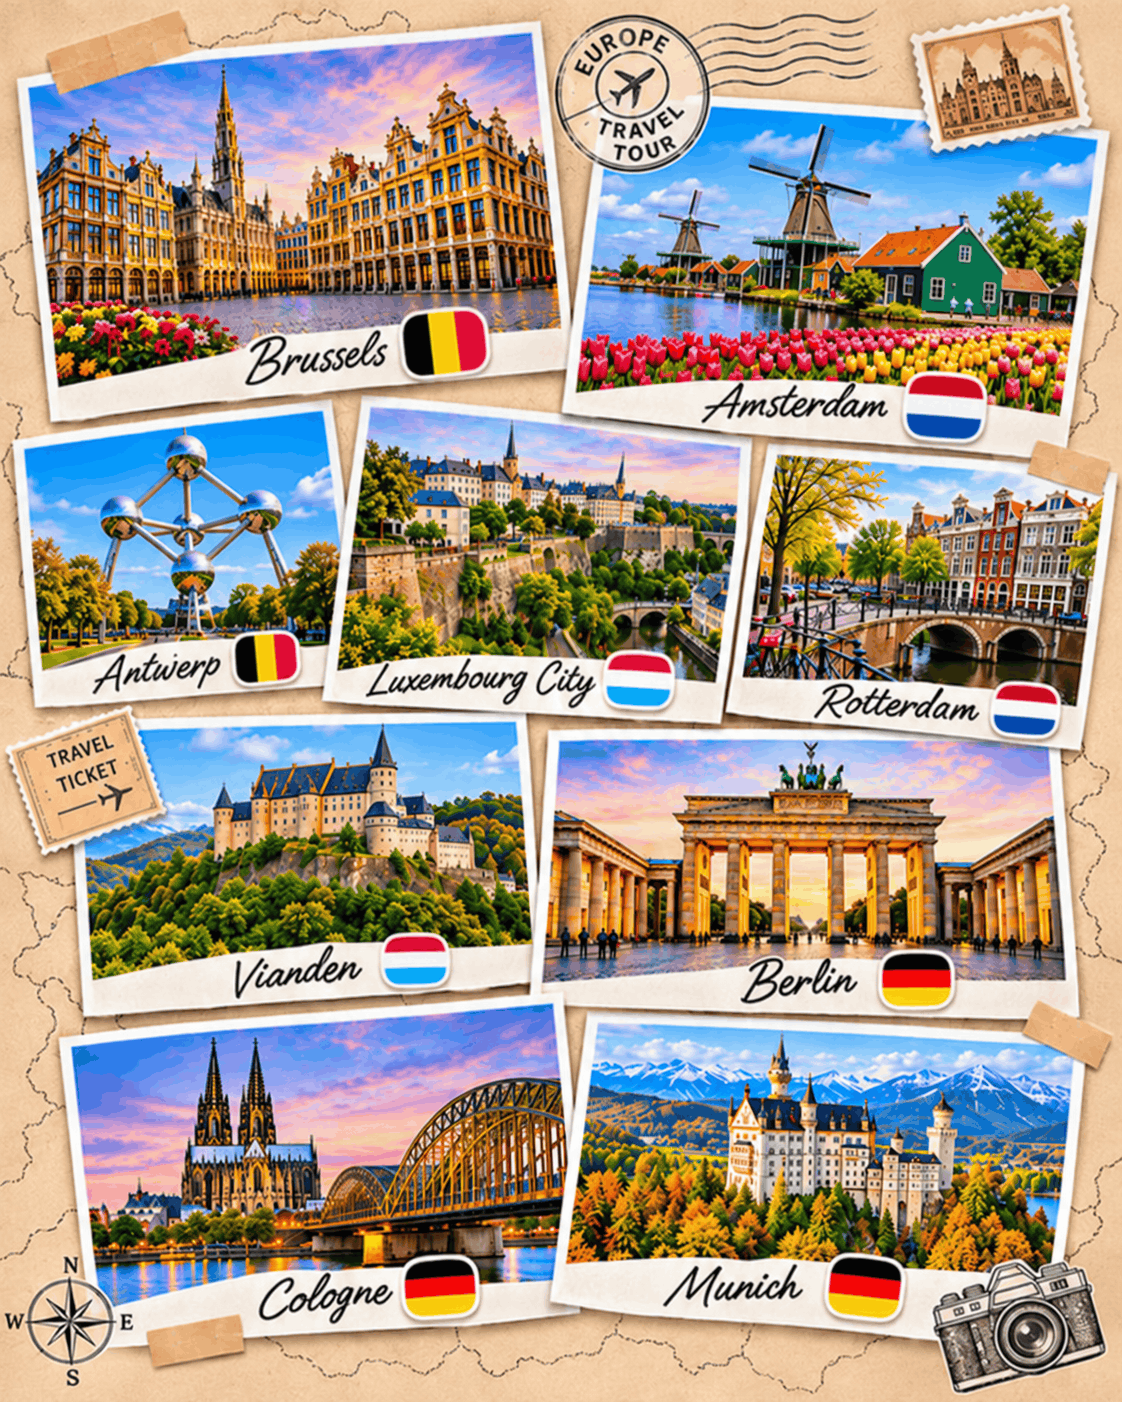 EUROPE
TRAVEL
TOUR
Brussels
Amsterdam
Antwerp
Luxembourg City
Rotterdam
TRAVEL
TICKET
Vianden
Berlin
Cologne
Munich
N
W
E
S